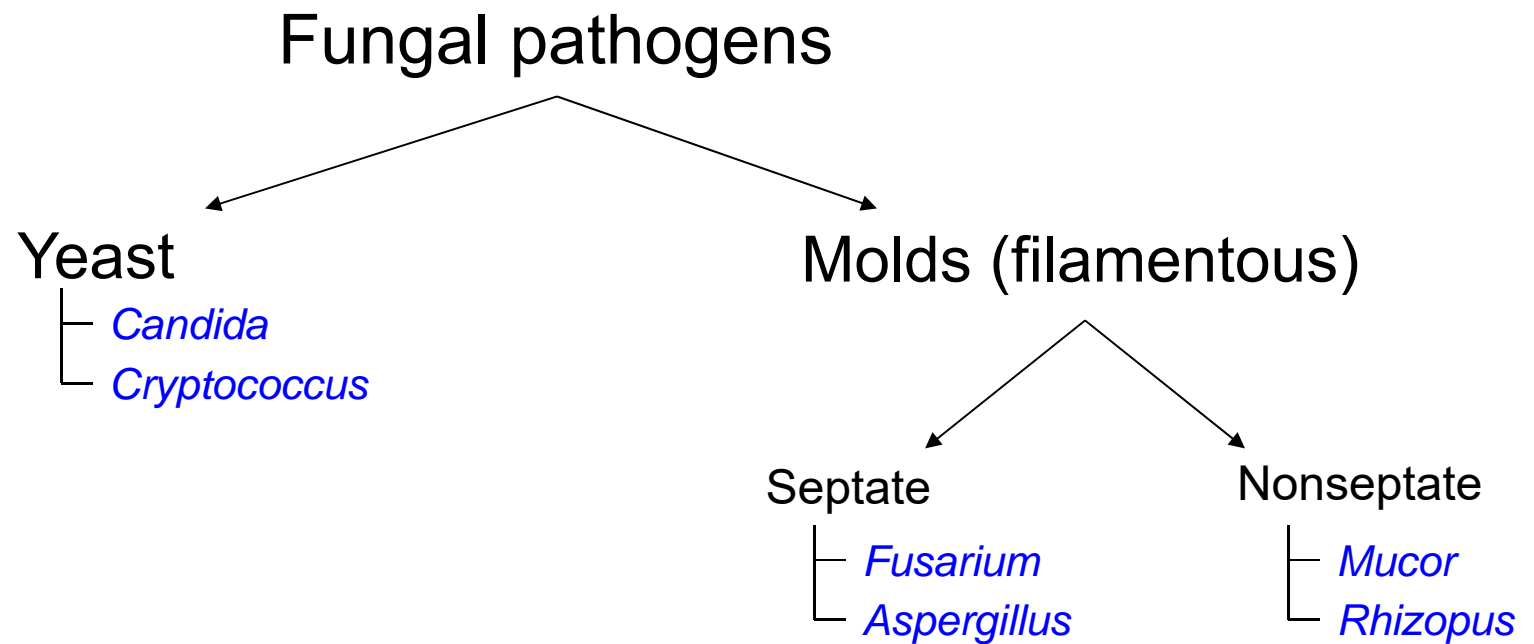 Fungal pathogens
Yeast
Candida
Cryptococcus
Molds (filamentous)
Septate
Fusarium
Aspergillus
Nonseptate
Mucor
Rhizopus